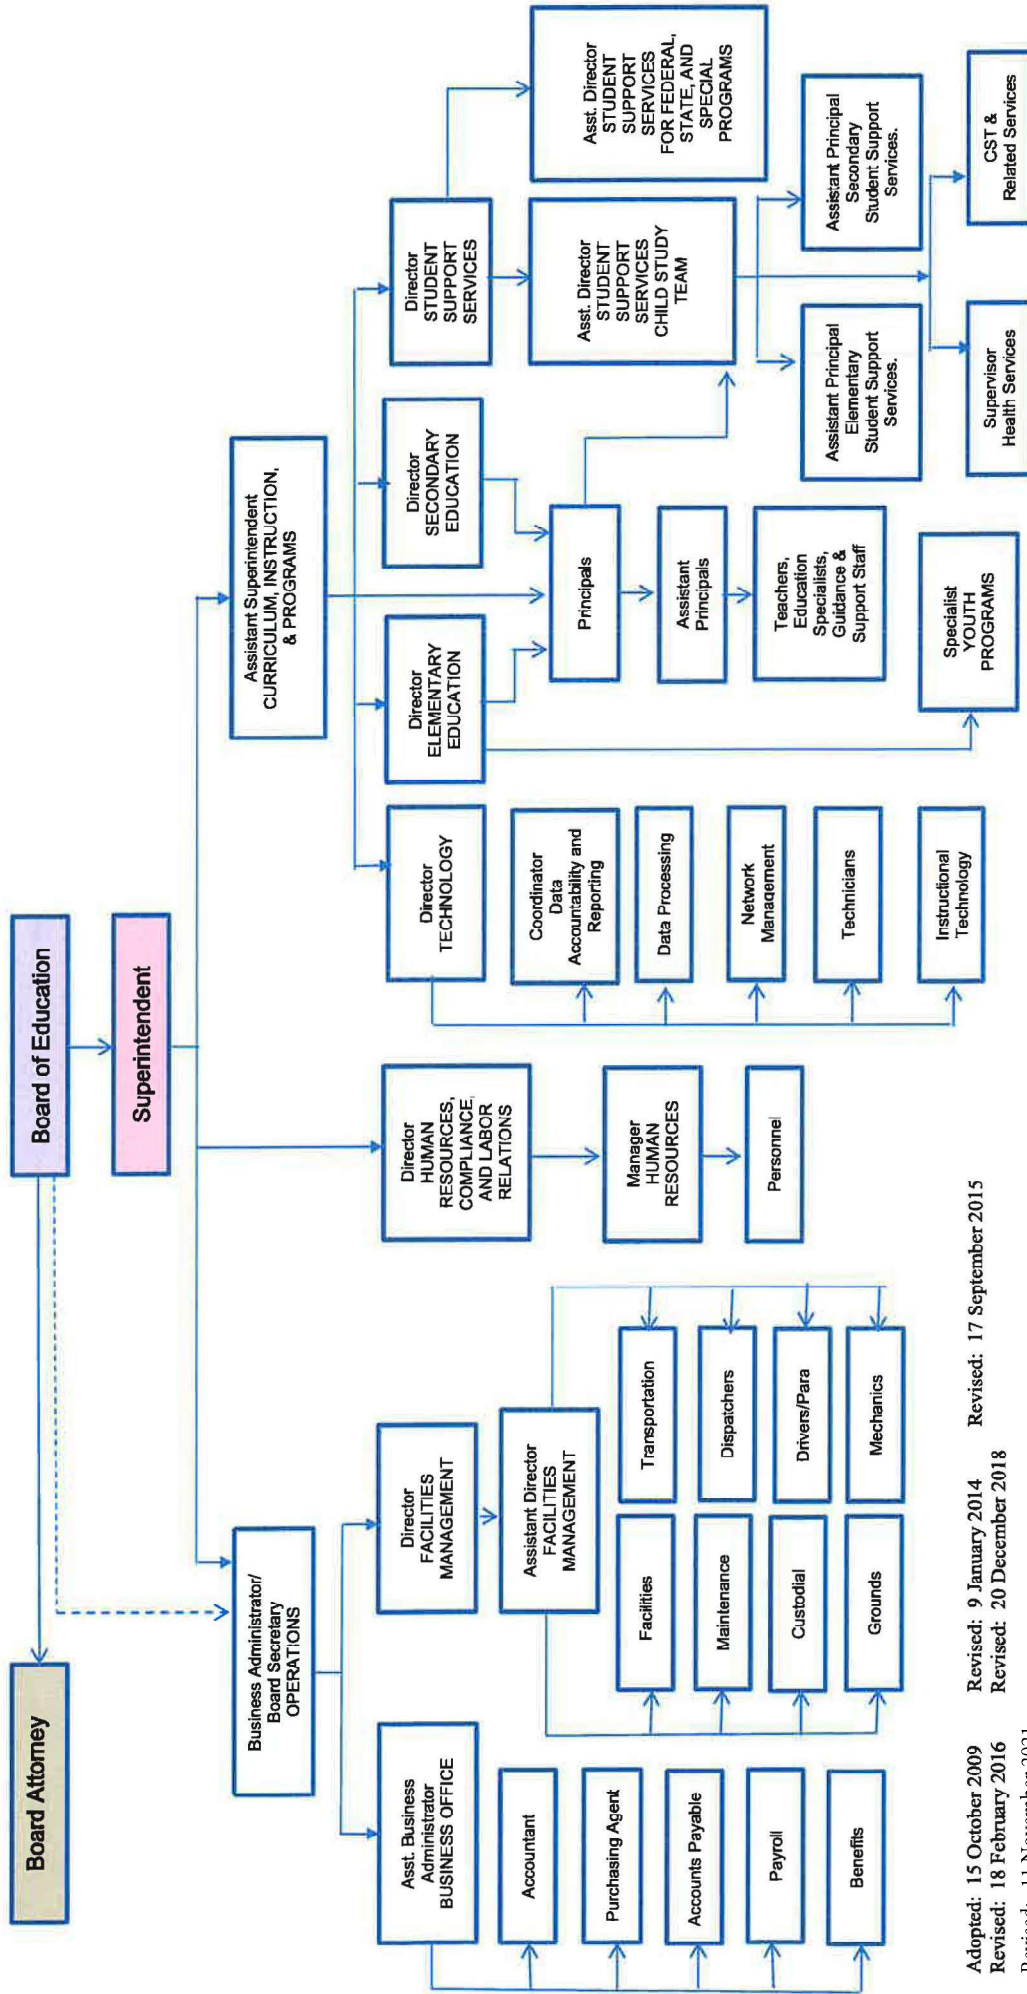 Board Attorney
Board of Education
Superintendent
Business Administrator/
Board Secretary
OPERATIONS
Assistant Superintendent
CURRICULUM, INSTRUCTION,
& PROGRAMS
Asst. Business
Administrator
BUSINESS OFFICE
Director
FACILITIES
MANAGEMENT
Director
HUMAN
RESOURCES,
COMPLIANCE,
AND LABOR
RELATIONS
Director
TECHNOLOGY
Director
ELEMENTARY
EDUCATION
Director
SECONDARY
EDUCATION
Director
STUDENT
SUPPORT
SERVICES
Accountant
Purchasing Agent
Accounts Payable
Payroll
Benefits
Assistant Director
FACILITIES
MANAGEMENT
Facilities
Maintenance
Custodial
Grounds
Transportation
Dispatchers
Drivers/Para
Mechanics
Manager
HUMAN
RESOURCES
Personnel
Coordinator
Data
Accountability and
Reporting
Data Processing
Network
Management
Technicians
Instructional
Technology
Principals
Assistant
Principals
Teachers,
Education
Specialists,
Guidance &
Support Staff
Specialist
YOUTH
PROGRAMS
Asst. Director
STUDENT
SUPPORT
SERVICES
CHILD STUDY
TEAM
Asst. Director
STUDENT
SUPPORT
SERVICES
FOR FEDERAL,
STATE, AND
SPECIAL
PROGRAMS
Assistant Principal
Elementary
Student Support
Services.
Assistant Principal
Secondary
Student Support
Services.
Supervisor
Health Services
CST &
Related Services
Adopted: 15 October 2009 Revised: 9 January 2014 Revised: 17 September 2015
Revised: 18 February 2016 Revised: 20 December 2018
Revised: 11 November 2021